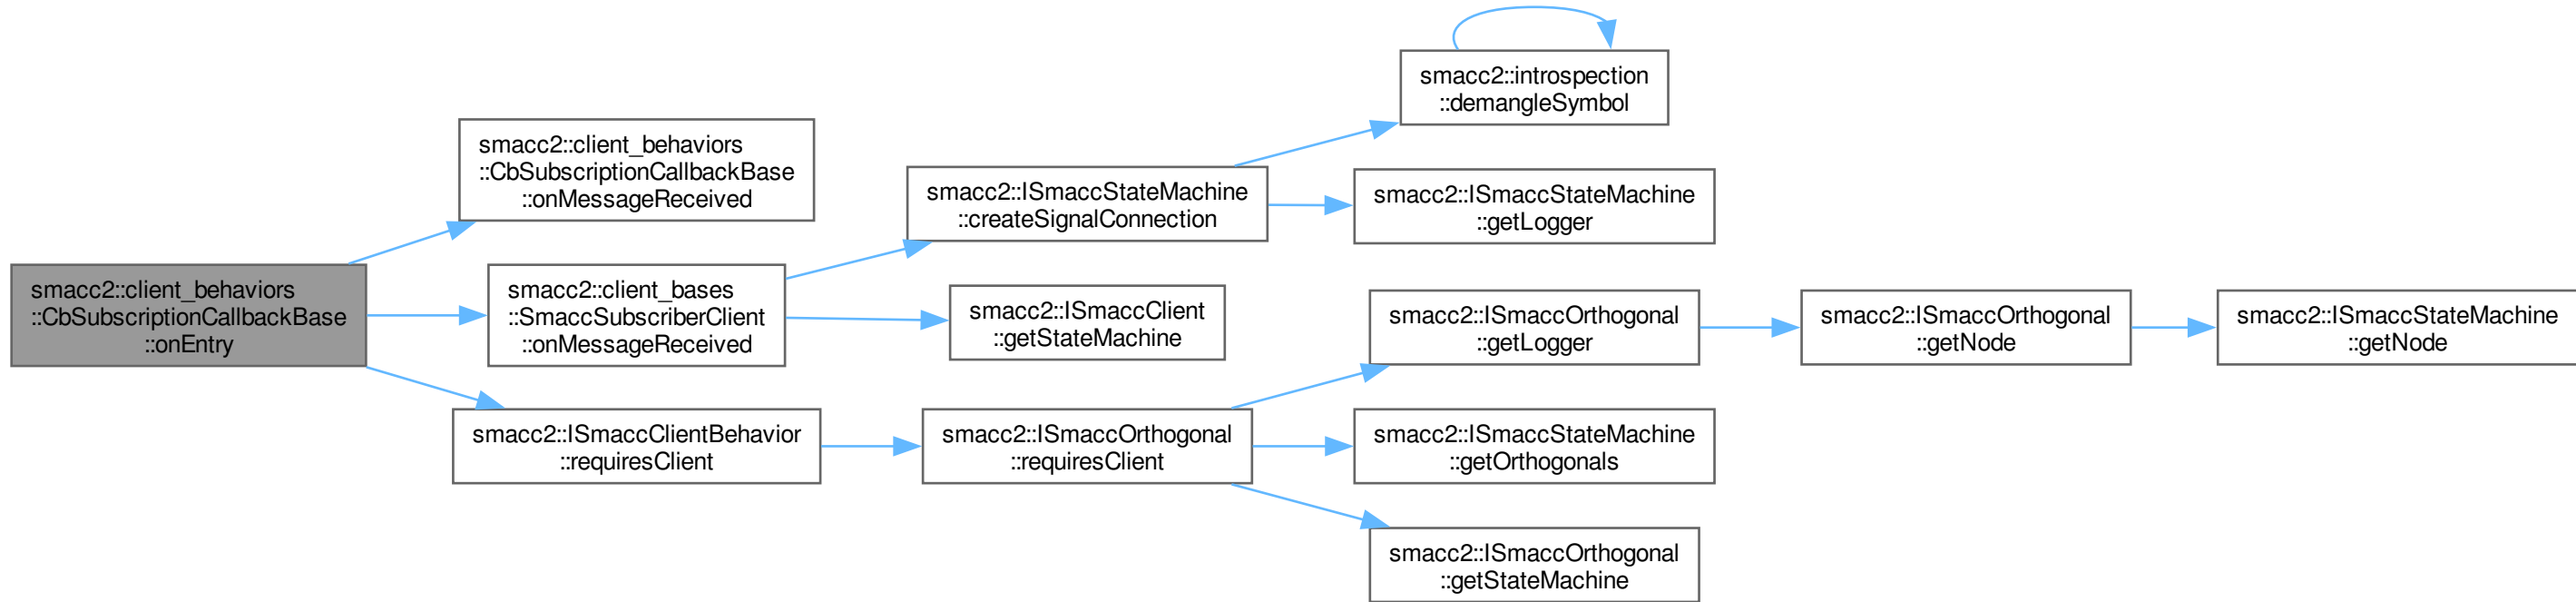 smacc2::client_behaviors
::CbSubscriptionCallbackBase
::onEntry
smacc2::client_behaviors
::CbSubscriptionCallbackBase
::onMessageReceived
smacc2::client_bases
::SmaccSubscriberClient
::onMessageReceived
smacc2::ISmaccStateMachine
::createSignalConnection
smacc2::introspection
::demangleSymbol
smacc2::ISmaccStateMachine
::getLogger
smacc2::ISmaccClient
::getStateMachine
smacc2::ISmaccClientBehavior
::requiresClient
smacc2::ISmaccOrthogonal
::requiresClient
smacc2::ISmaccOrthogonal
::getLogger
smacc2::ISmaccOrthogonal
::getNode
smacc2::ISmaccStateMachine
::getNode
smacc2::ISmaccStateMachine
::getOrthogonals
smacc2::ISmaccOrthogonal
::getStateMachine